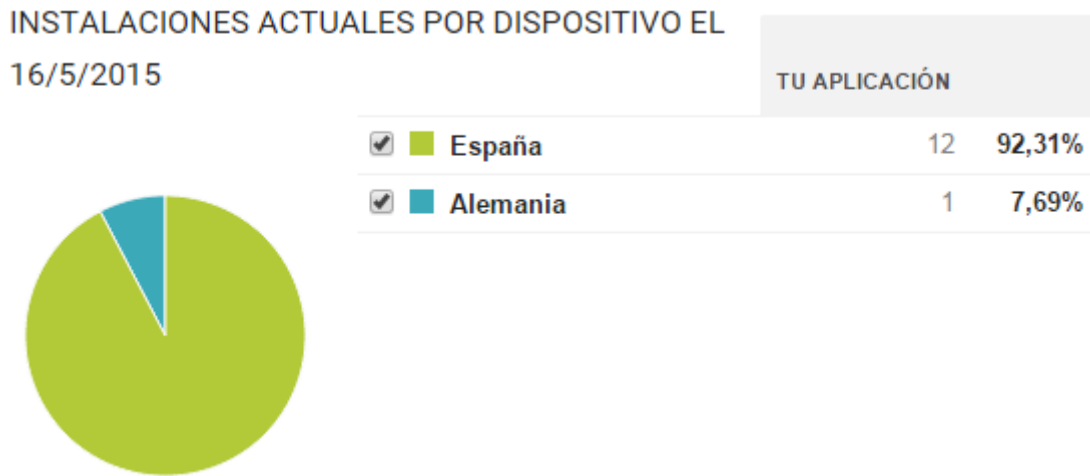 INSTALACIONES ACTUALES POR DISPOSITIVO EL
16/5/2015
TU APLICACIÓN
España 12 92,31%
Alemania 1 7,69%